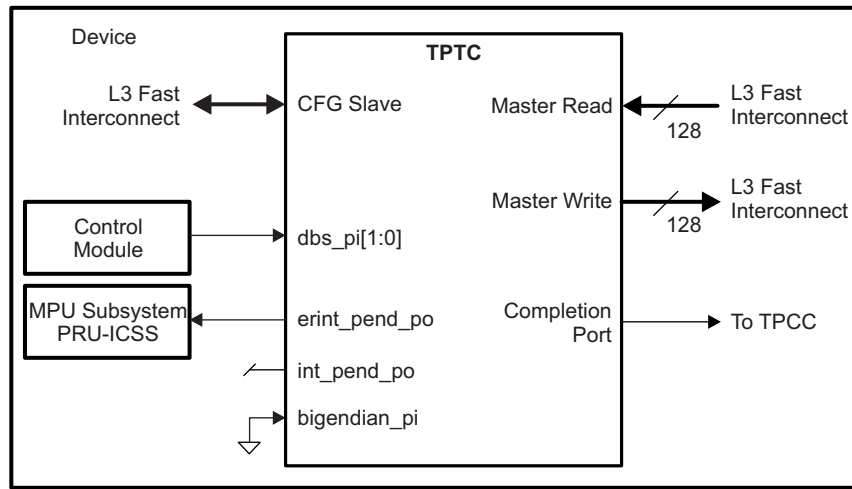 Device
TPTC
L3 Fast
Interconnect
CFG Slave
Master Read
128
L3 Fast
Interconnect
Master Write
128
L3 Fast
Interconnect
Control
Module
dbs_pi[1:0]
MPU Subsystem
PRU-ICSS
erint_pend_po
Completion
Port
To TPCC
int_pend_po
bigendian_pi